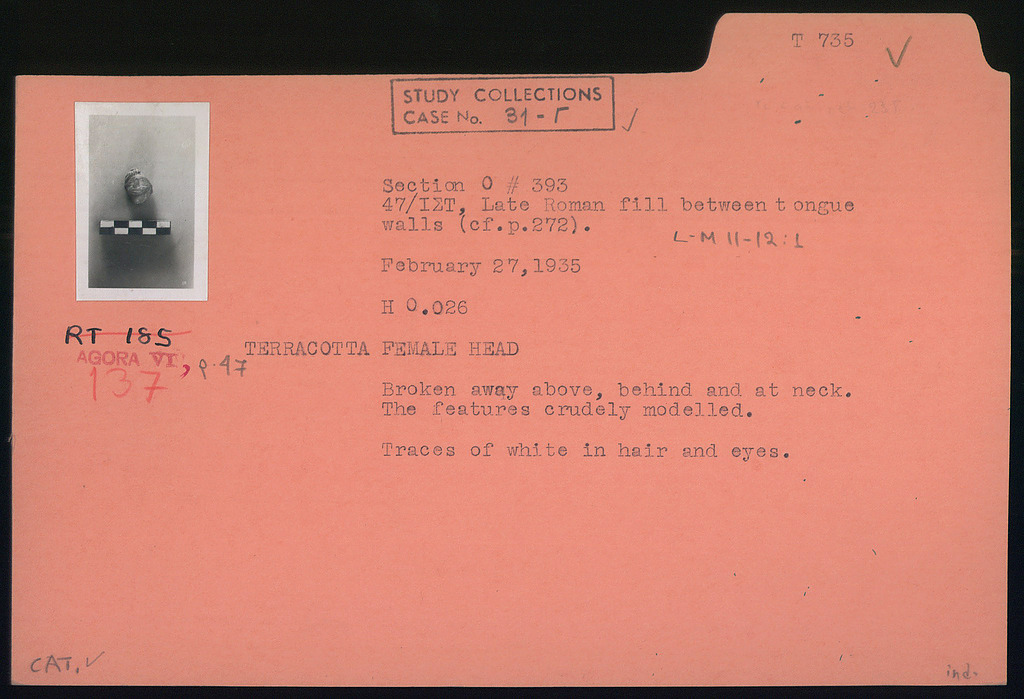 T 735 ✓
STUDY COLLECTIONS
CASE No. 31 - Γ ✓
Section O # 393
47/ΙΣΤ, Late Roman fill between t ongue
walls (cf.p.272).
L-M 11-12:1
February 27,1935
H 0.026
RT 185
AGORA VI, p.47
137
TERRACOTTA FEMALE HEAD
Broken away above, behind and at neck.
The features crudely modelled.
Traces of white in hair and eyes.
CAT. ✓
ind.